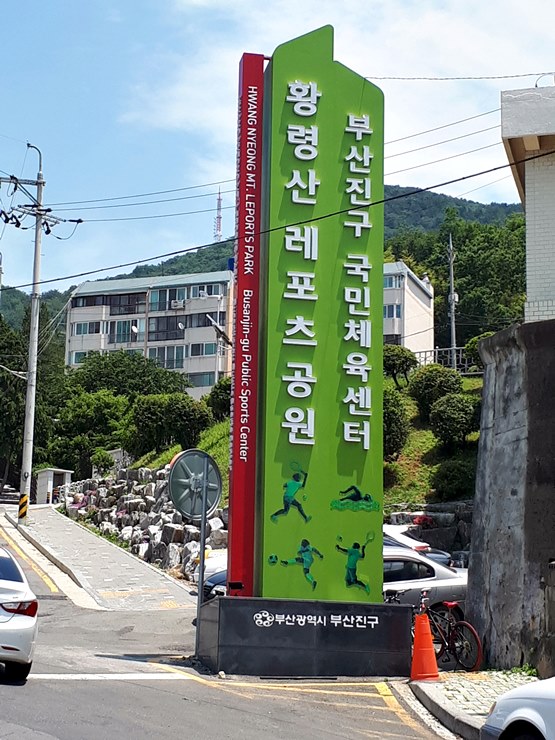 HWANG NYEONG MT. LEPORTS PARK Busanjin-gu Public Sports Center
황령산 레포츠공원
부산진구 국민체육센터
부산광역시 부산진구